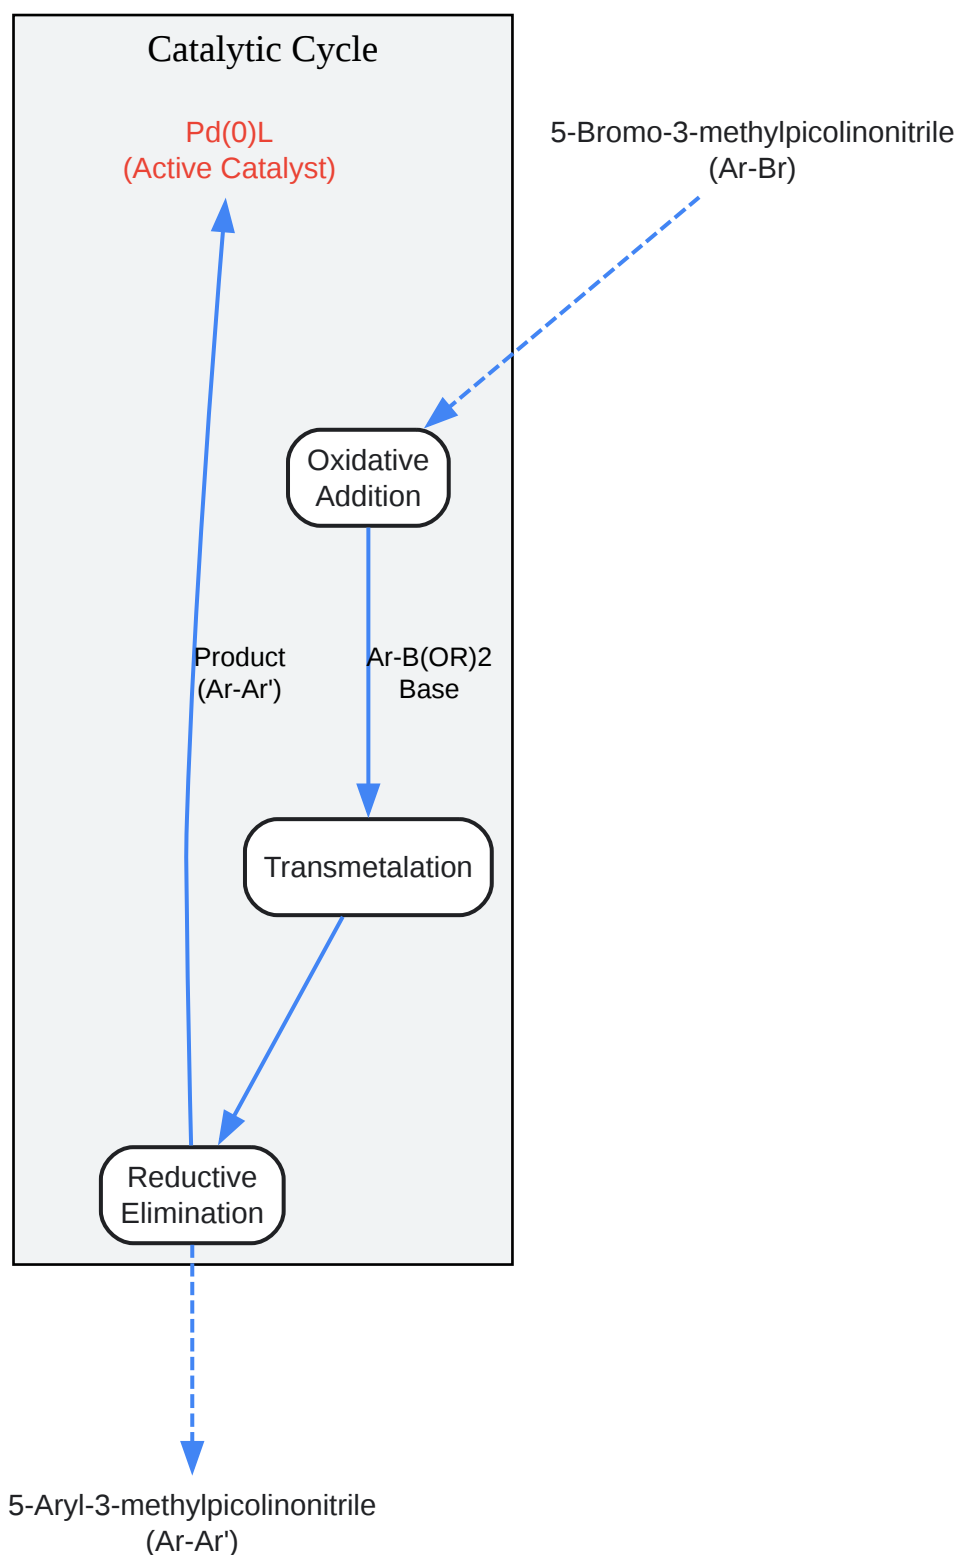 Catalytic Cycle
Pd(0)L
(Active Catalyst)
5-Bromo-3-methylpicolinonitrile
(Ar-Br)
Oxidative
Addition
Product
(Ar-Ar')
Ar-B(OR)2
Base
Transmetalation
Reductive
Elimination
5-Aryl-3-methylpicolinonitrile
(Ar-Ar')